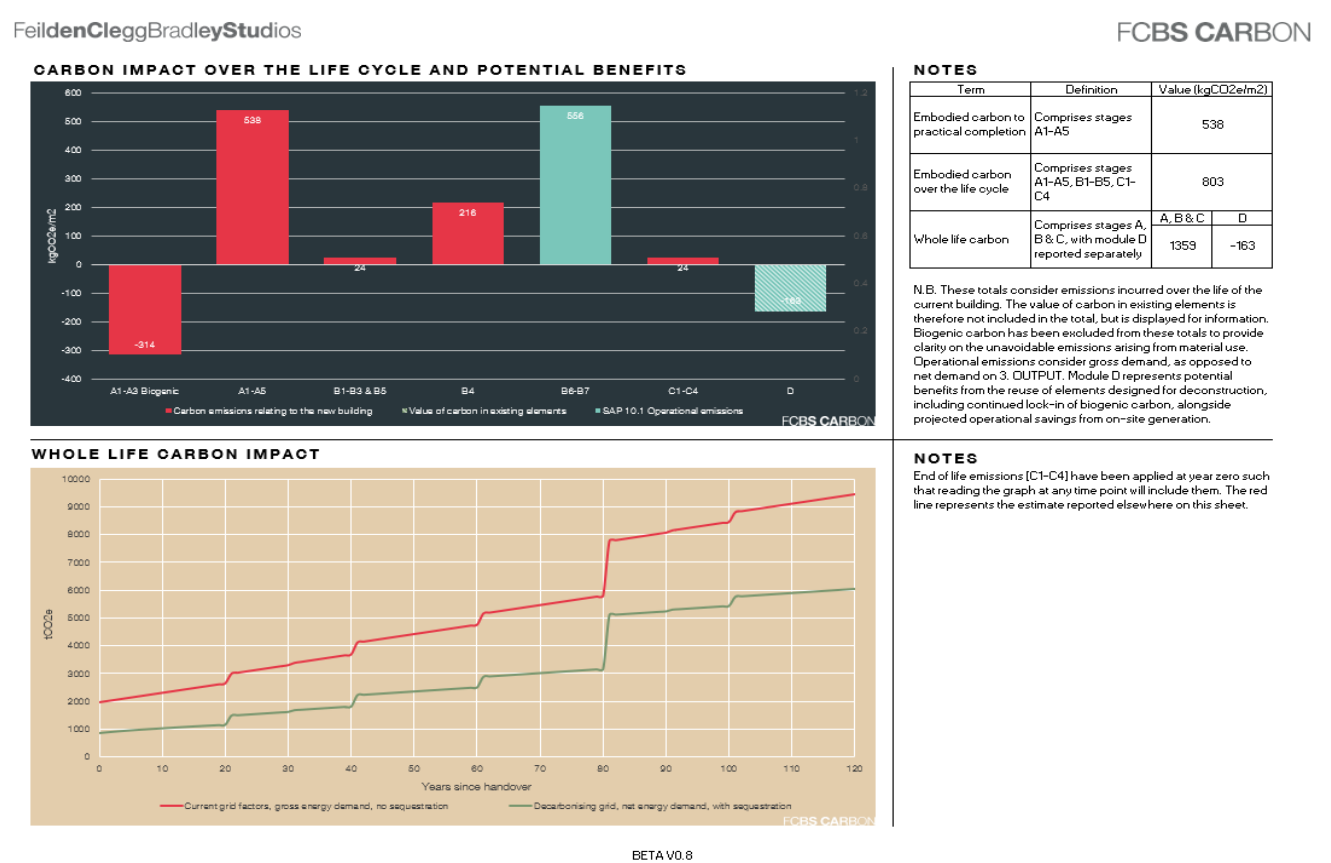 FeildenCleggBradleyStudios
FCBS CARBON
CARBON IMPACT OVER THE LIFE CYCLE AND POTENTIAL BENEFITS
600
500
400
300
200
100
0
-100
-200
-300
-400
kgCO2e/m2
1.2
1
0.8
0.6
0.4
0.2
0
-314
538
24
216
556
24
-163
A1-A3 Biogenic
A1-A5
B1-B3 & B5
B4
B6-B7
C1-C4
D
Carbon emissions relating to the new building
Value of carbon in existing elements
SAP 10.1 Operational emissions
FCBS CARBON
NOTES
Term Definition Value (kgCO2e/m2)
Embodied carbon to
practical completion
Comprises stages
A1-A5
538
Embodied carbon
over the life cycle
Comprises stages
A1-A5, B1-B5, C1-
C4
803
Whole life carbon
Comprises stages A,
B & C, with module D
reported separately
A, B & C D
1359 -163
N.B. These totals consider emissions incurred over the life of the
current building. The value of carbon in existing elements is
therefore not included in the total, but is displayed for information.
Biogenic carbon has been excluded from these totals to provide
clarity on the unavoidable emissions arising from material use.
Operational emissions consider gross demand, as opposed to
net demand on 3. OUTPUT. Module D represents potential
benefits from the reuse of elements designed for deconstruction,
including continued lock-in of biogenic carbon, alongside
projected operational savings from on-site generation.
WHOLE LIFE CARBON IMPACT
10000
9000
8000
7000
6000
5000
4000
3000
2000
1000
0
tCO2e
0 10 20 30 40 50 60 70 80 90 100 110 120
Years since handover
Current grid factors, gross energy demand, no sequestration
Decarbonising grid, net energy demand, with sequestration
FCBS CARBON
NOTES
End of life emissions [C1-C4] have been applied at year zero such
that reading the graph at any time point will include them. The red
line represents the estimate reported elsewhere on this sheet.
BETA V0.8